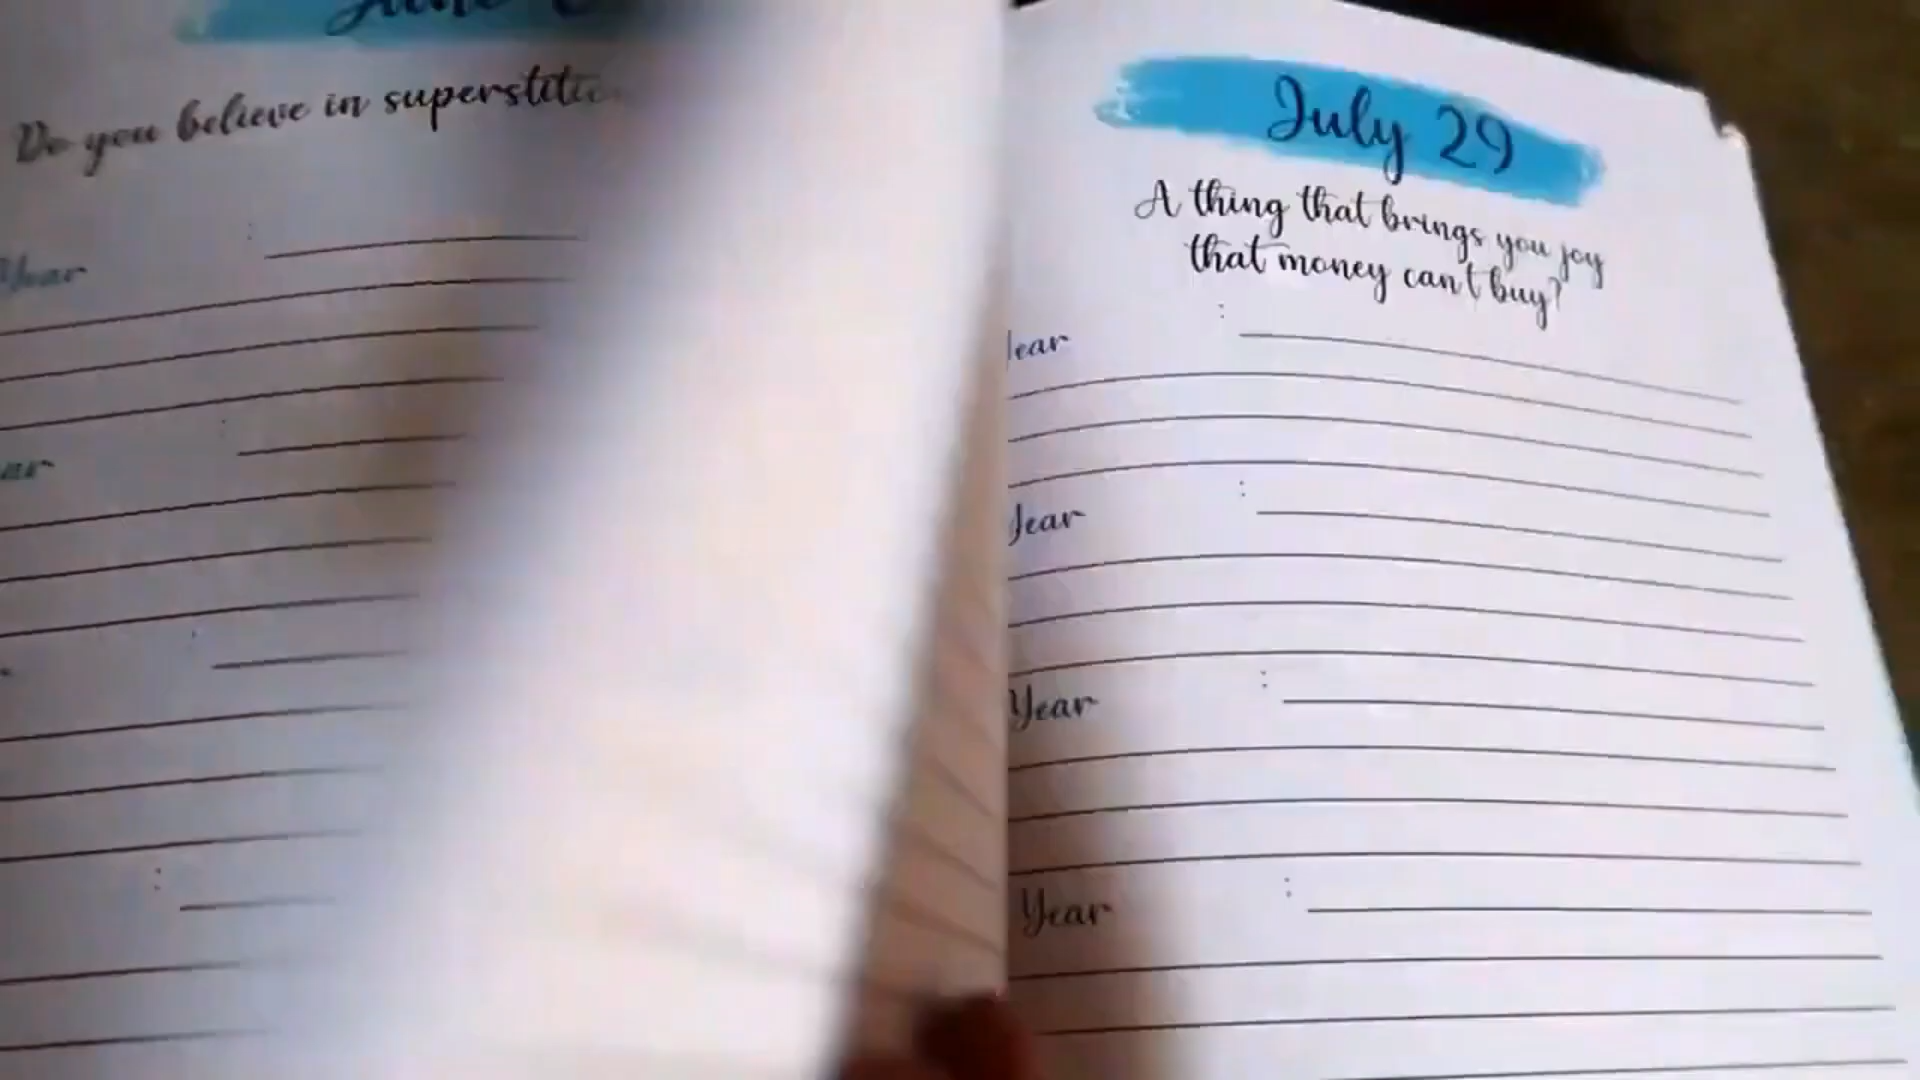 Do you believe in
Year
July 29
A thing that brings you joy
that money can't buy?
Year
Year
Year
Year